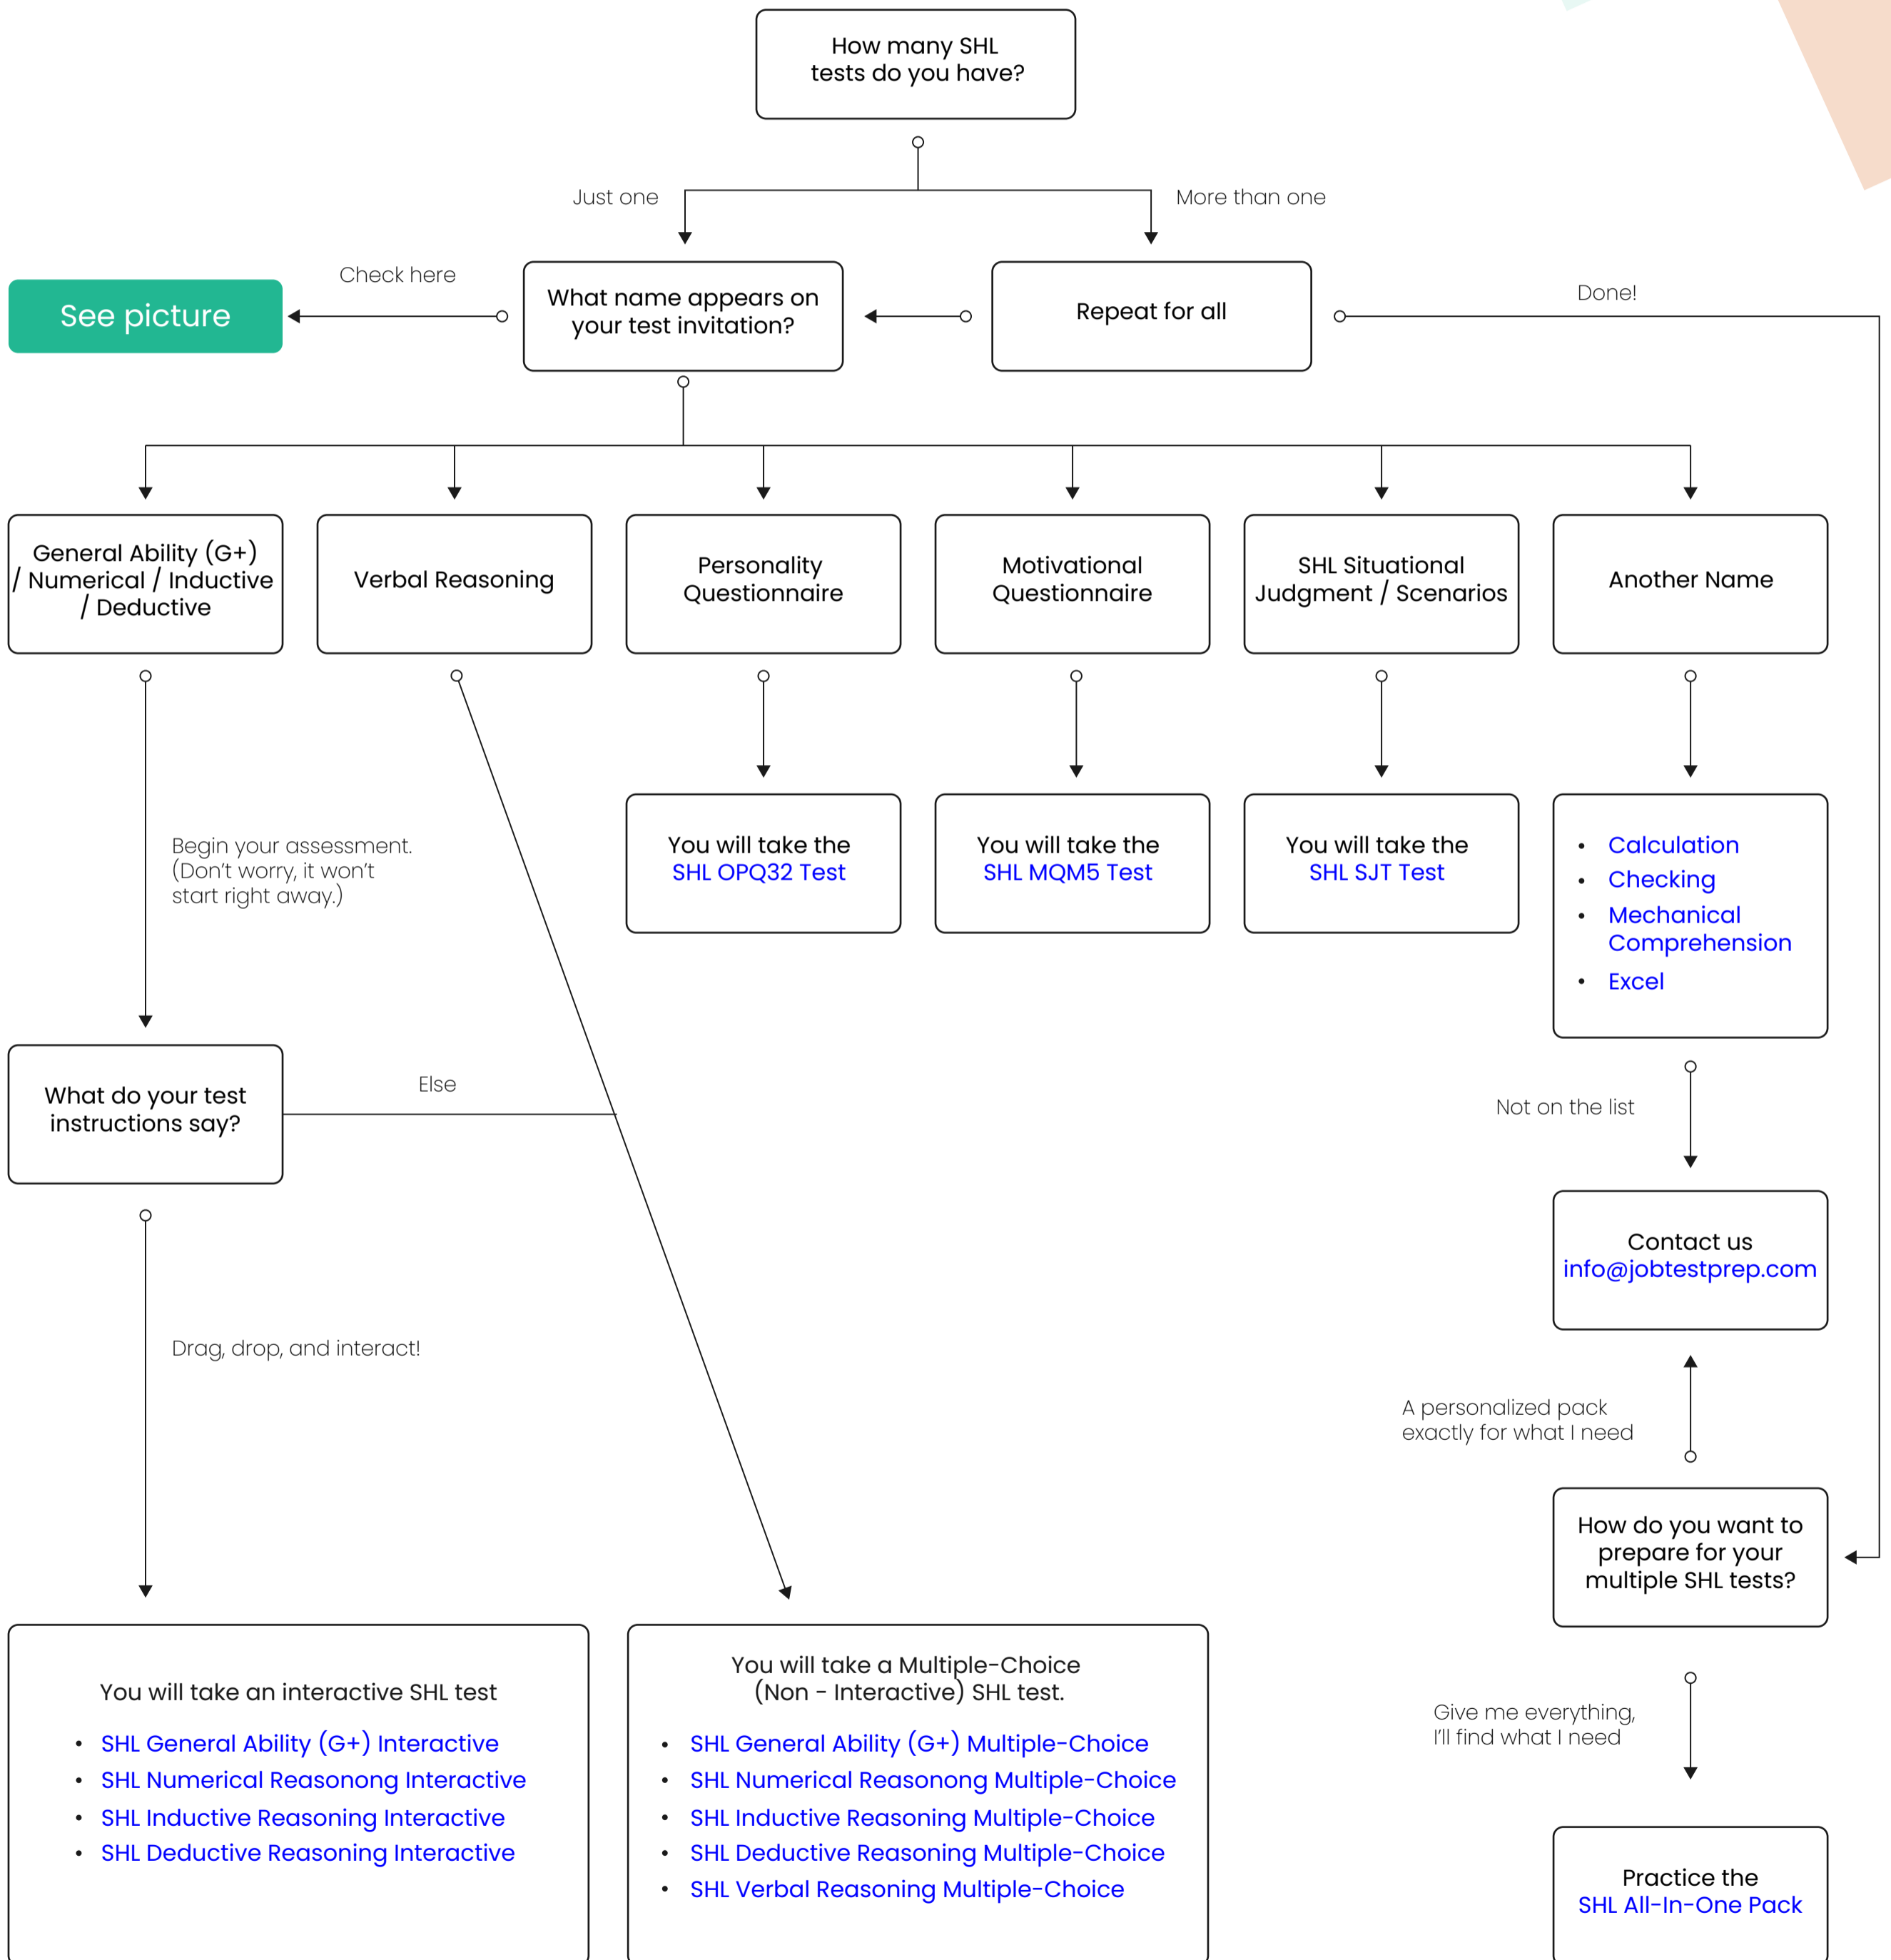 How many SHL
tests do you have?
Just one
More than one
Check here
Done!
See picture
What name appears on
your test invitation?
Repeat for all
General Ability (G+)
/ Numerical / Inductive
/ Deductive
Verbal Reasoning
Personality
Questionnaire
Motivational
Questionnaire
SHL Situational
Judgment / Scenarios
Another Name
Begin your assessment.
(Don't worry, it won't
start right away.)
You will take the
SHL OPQ32 Test
You will take the
SHL MQM5 Test
You will take the
SHL SJT Test
• Calculation
• Checking
• Mechanical
Comprehension
• Excel
What do your test
instructions say?
Else
Not on the list
Contact us
info@jobtestprep.com
Drag, drop, and interact!
A personalized pack
exactly for what I need
How do you want to
prepare for your
multiple SHL tests?
You will take an interactive SHL test
• SHL General Ability (G+) Interactive
• SHL Numerical Reasonong Interactive
• SHL Inductive Reasoning Interactive
• SHL Deductive Reasoning Interactive
You will take a Multiple-Choice
(Non - Interactive) SHL test.
• SHL General Ability (G+) Multiple-Choice
• SHL Numerical Reasonong Multiple-Choice
• SHL Inductive Reasoning Multiple-Choice
• SHL Deductive Reasoning Multiple-Choice
• SHL Verbal Reasoning Multiple-Choice
Give me everything,
I'll find what I need
Practice the
SHL All-In-One Pack